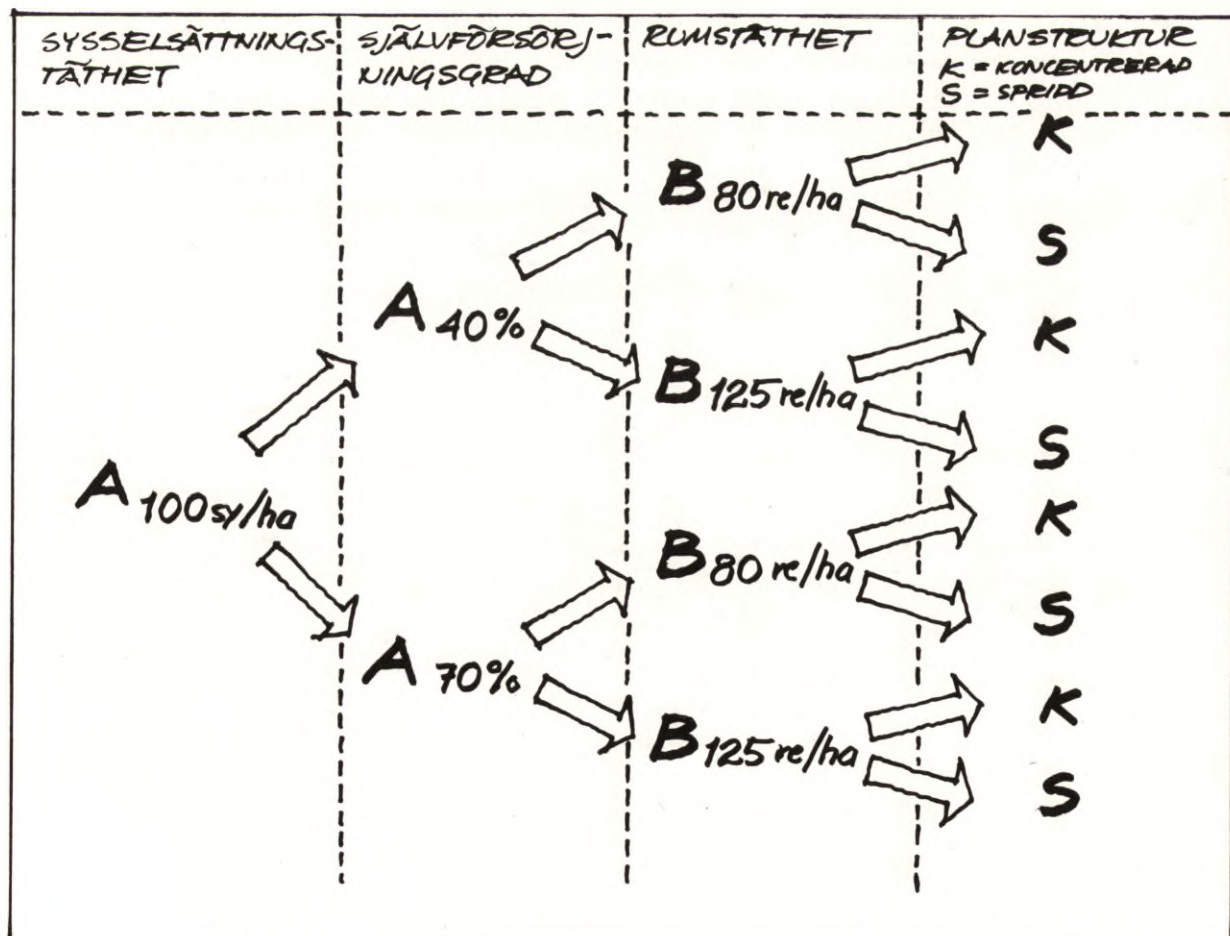 SYSSELSÄTTNINGS-
TÄTHET
SJÄLVFÖRSÖRJ-
NINGSGRAD
RUMSTÄTHET
PLANSTRUKTUR
K = KONCENTRERAD
S = SPRIDD
A 100 sy/ha
A 40%
A 70%
B 80 re/ha
B 125 re/ha
B 80 re/ha
B 125 re/ha
K
S
K
S
K
S
K
S